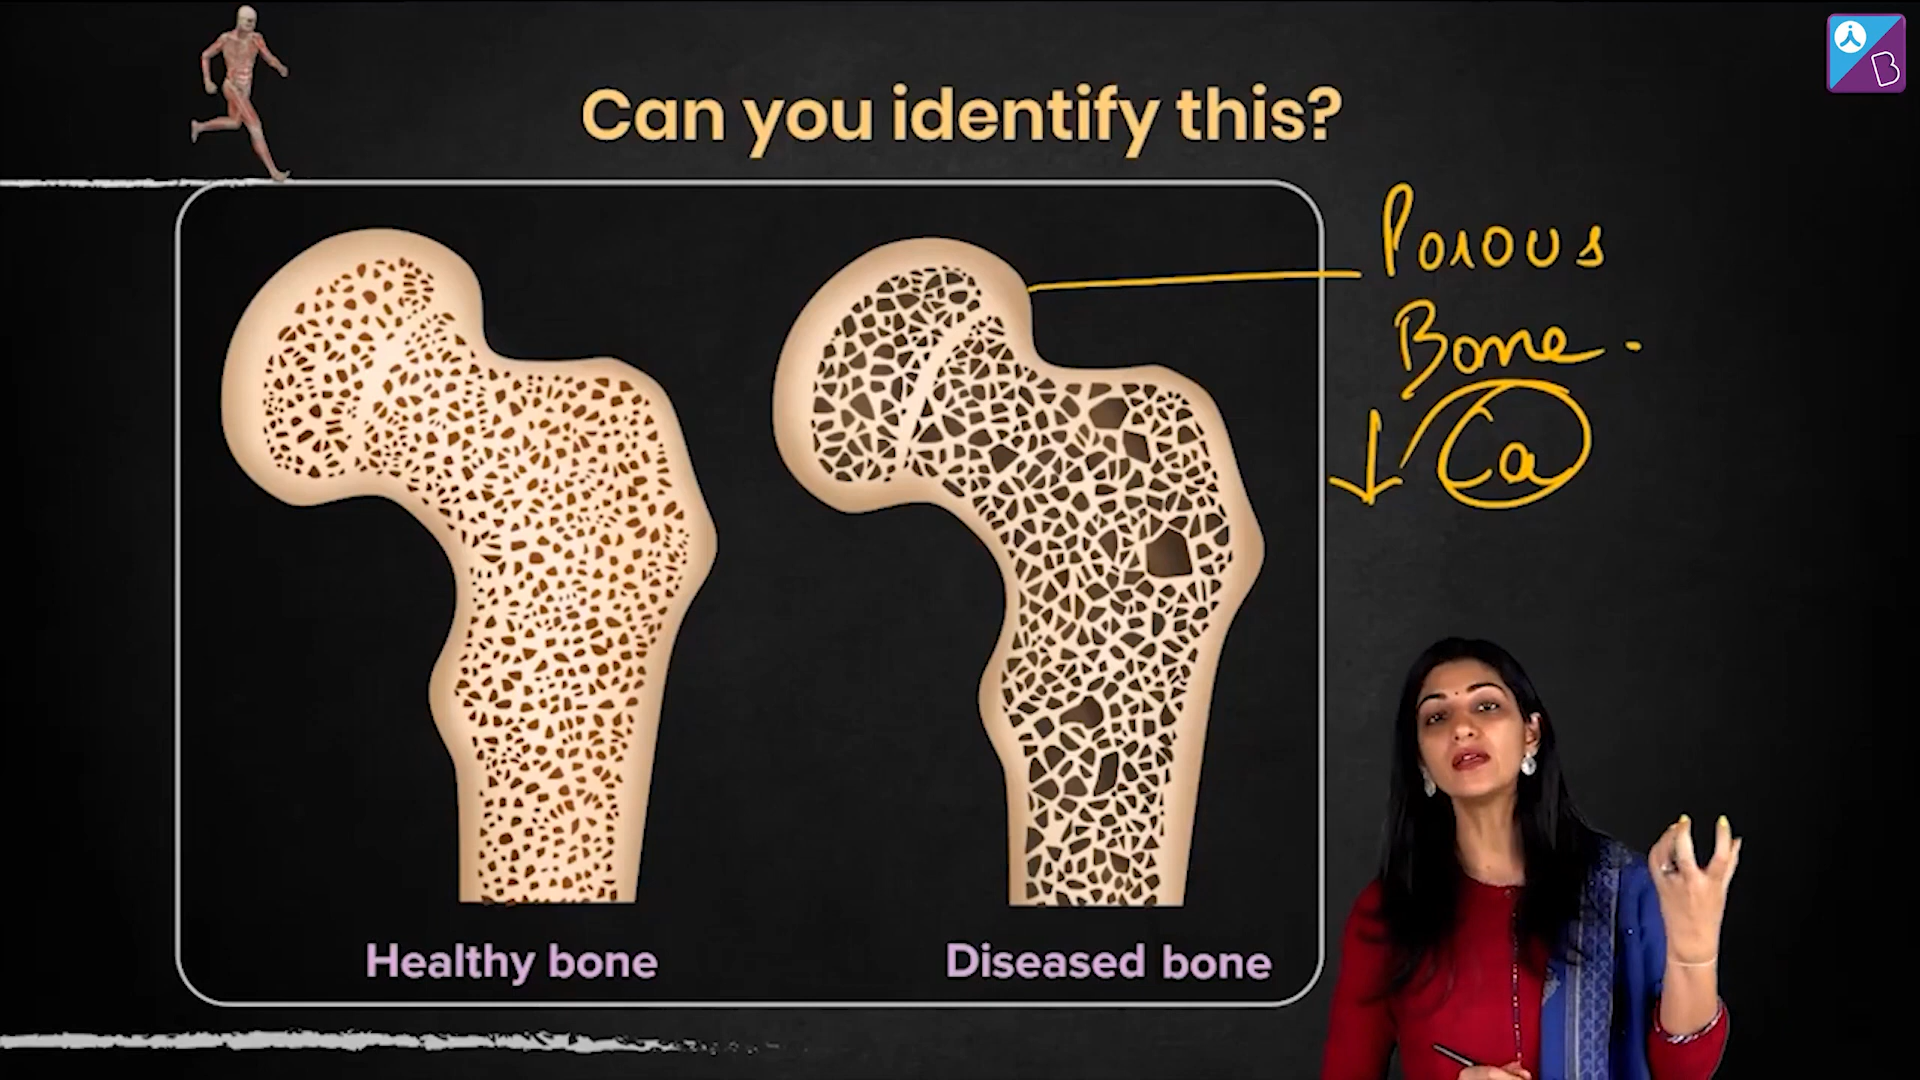 Can you identify this?
Porous
Bone.
↓ Ca
Healthy bone
Diseased bone
B